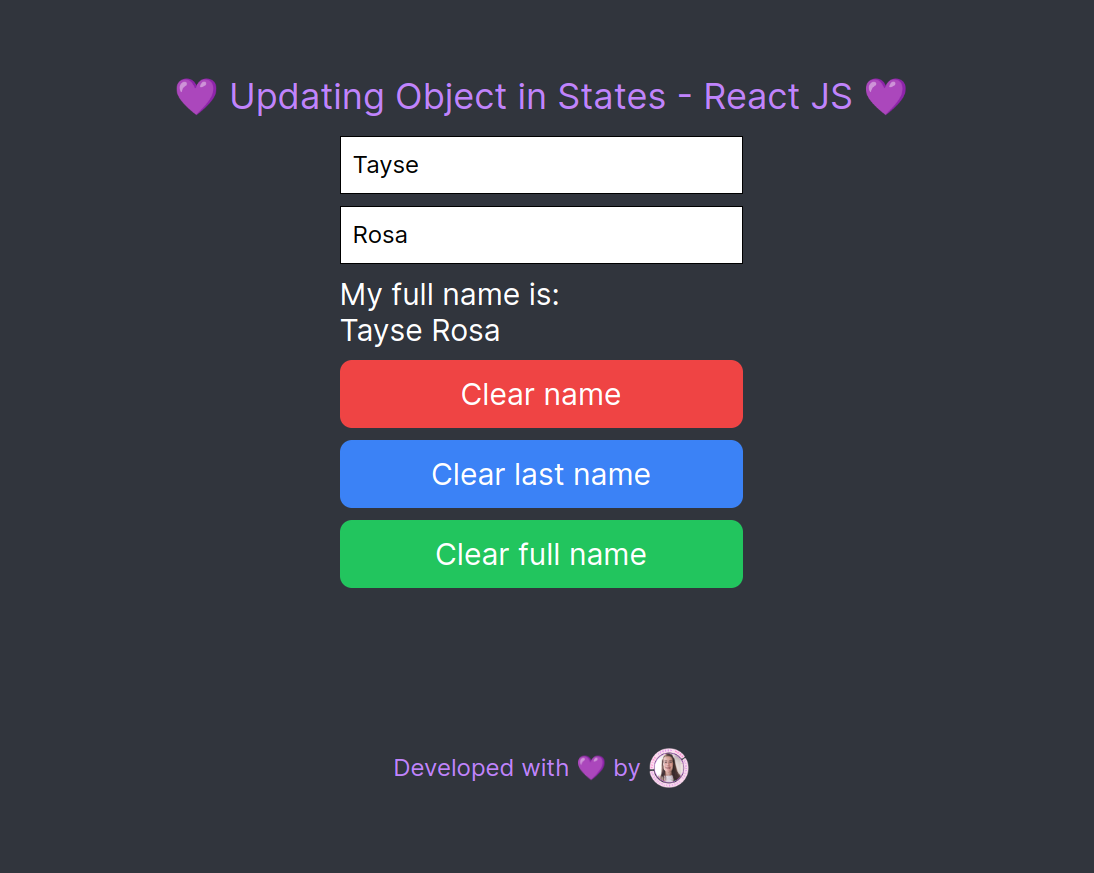 💜 Updating Object in States - React JS 💜
Tayse
Rosa
My full name is:
Tayse Rosa
Clear name
Clear last name
Clear full name
Developed with 💜 by